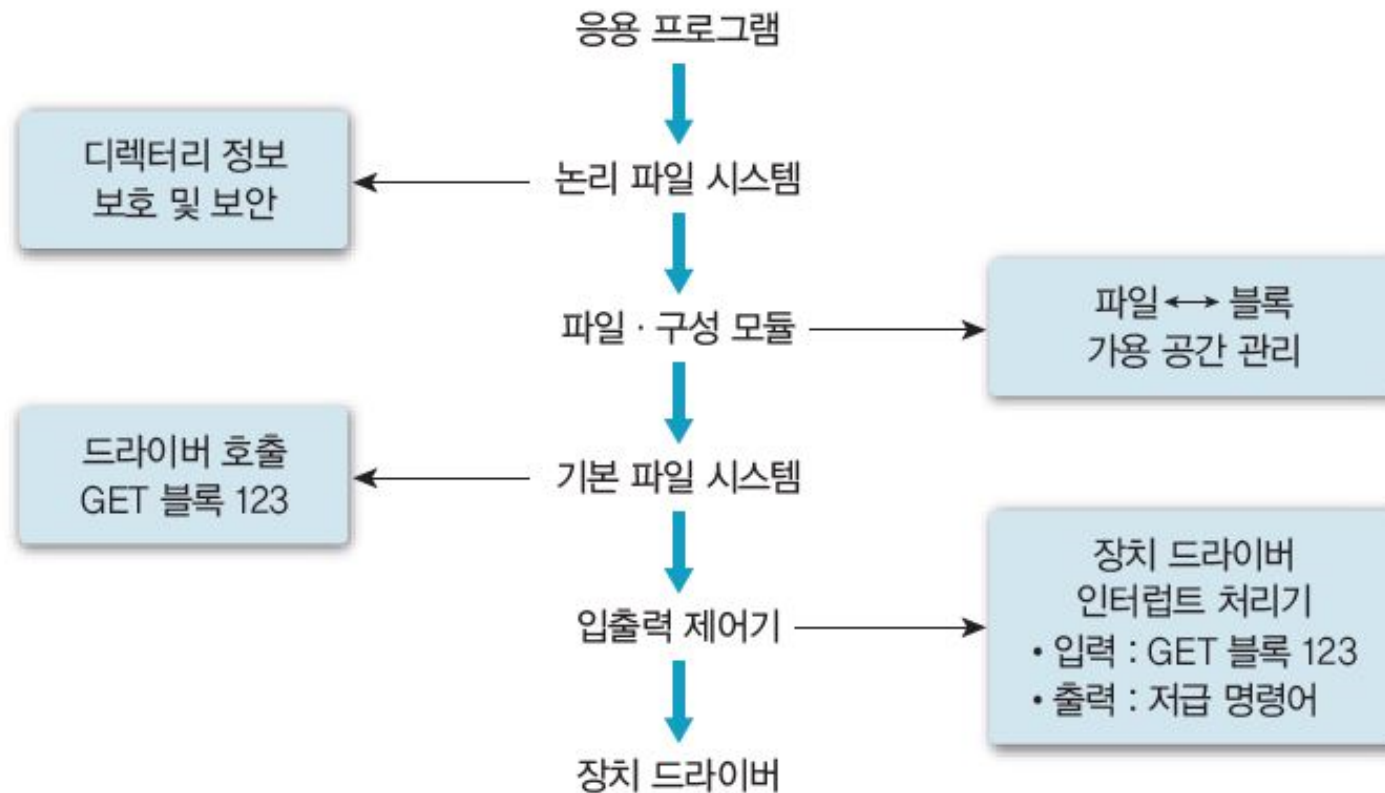 응용 프로그램
디렉터리 정보
보호 및 보안
논리 파일 시스템
파일 · 구성 모듈
파일 ↔ 블록
가용 공간 관리
드라이버 호출
GET 블록 123
기본 파일 시스템
입출력 제어기
장치 드라이버
인터럽트 처리기
• 입력 : GET 블록 123
• 출력 : 저급 명령어
장치 드라이버